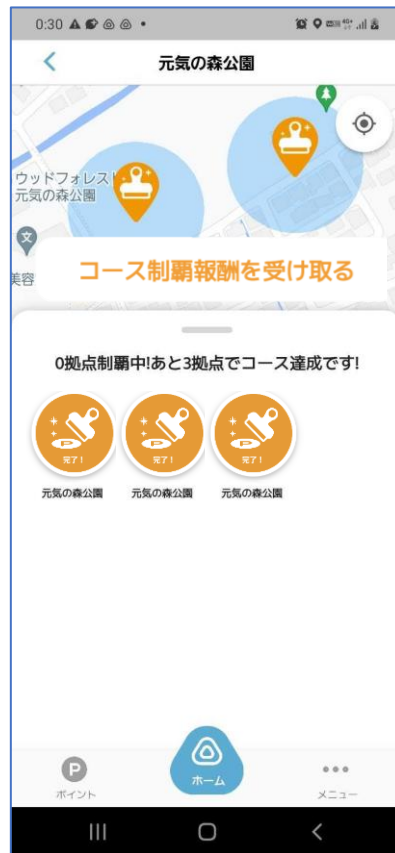 0:30
元気の森公園
ウッドフォレスト
元気の森公園
文
美容
コース制覇報酬を受け取る
0拠点制覇中!あと3拠点でコース達成です!
P P P
完了! 完了! 完了!
元気の森公園 元気の森公園 元気の森公園
P
ポイント ホーム メニュー